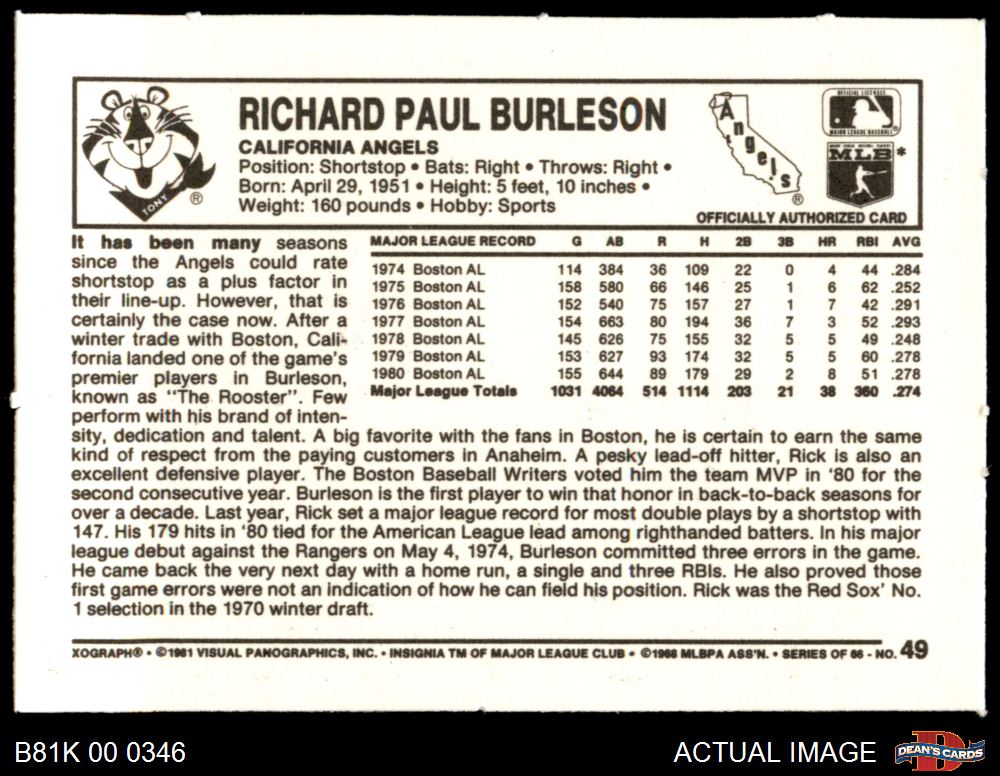 TONY
®
RICHARD PAUL BURLESON
CALIFORNIA ANGELS
Position: Shortstop • Bats: Right • Throws: Right •
Born: April 29, 1951 • Height: 5 feet, 10 inches •
Weight: 160 pounds • Hobby: Sports
Angels
®
OFFICIAL LICENSEE
MAJOR LEAGUE BASEBALL
MAJOR LEAGUE BASEBALL PLAYERS
MLB*
OFFICIALLY AUTHORIZED CARD
It has been many seasons
since the Angels could rate
shortstop as a plus factor in
their line-up. However, that is
certainly the case now. After a
winter trade with Boston, Cali-
fornia landed one of the game's
premier players in Burleson,
known as "The Rooster". Few
perform with his brand of inten-
sity, dedication and talent. A big favorite with the fans in Boston, he is certain to earn the same
kind of respect from the paying customers in Anaheim. A pesky lead-off hitter, Rick is also an
excellent defensive player. The Boston Baseball Writers voted him the team MVP in '80 for the
second consecutive year. Burleson is the first player to win that honor in back-to-back seasons for
over a decade. Last year, Rick set a major league record for most double plays by a shortstop with
147. His 179 hits in '80 tied for the American League lead among righthanded batters. In his major
league debut against the Rangers on May 4, 1974, Burleson committed three errors in the game.
He came back the very next day with a home run, a single and three RBIs. He also proved those
first game errors were not an indication of how he can field his position. Rick was the Red Sox' No.
1 selection in the 1970 winter draft.
MAJOR LEAGUE RECORD G AB R H 2B 3B HR RBI AVG
1974 Boston AL 114 384 36 109 22 0 4 44 .284
1975 Boston AL 158 580 66 146 25 1 6 62 .252
1976 Boston AL 152 540 75 157 27 1 7 42 .291
1977 Boston AL 154 663 80 194 36 7 3 52 .293
1978 Boston AL 145 626 75 155 32 5 5 49 .248
1979 Boston AL 153 627 93 174 32 5 5 60 .278
1980 Boston AL 155 644 89 179 29 2 8 51 .278
Major League Totals 1031 4064 514 1114 203 21 38 360 .274
XOGRAPH® • ©1981 VISUAL PANOGRAPHICS, INC. • INSIGNIA TM OF MAJOR LEAGUE CLUB • ©1968 MLBPA ASS'N. • SERIES OF 66 - NO. 49
B81K 00 0346
ACTUAL IMAGE
DEAN'S CARDS